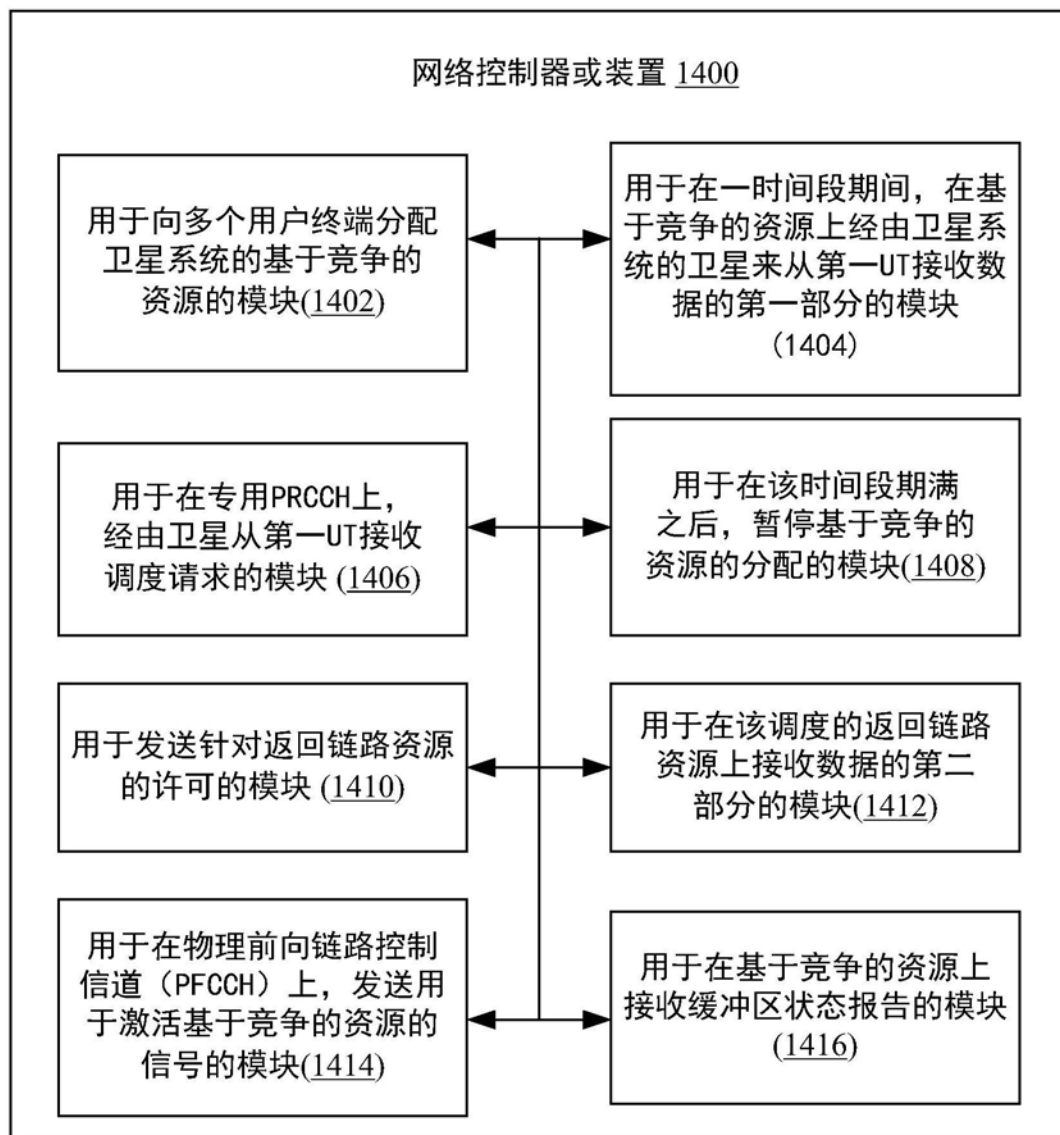 网络控制器或装置 1400
用于向多个用户终端分配
卫星系统的基于竞争的
资源的模块(1402)
用于在一时间段期间，在基
于竞争的资源上经由卫星系
统的卫星来从第一UT接收数
据的第一部分的模块
(1404)
用于在专用PRCCH上，
经由卫星从第一UT接收
调度请求的模块 (1406)
用于在该时间段期满
之后，暂停基于竞争的
资源的分配的模块(1408)
用于发送针对返回链路资源
的许可的模块 (1410)
用于在该调度的返回链路
资源上接收数据的第二
部分的模块(1412)
用于在物理前向链路控制
信道（PFCCH）上，发送用
于激活基于竞争的资源的
信号的模块(1414)
用于在基于竞争的资源上
接收缓冲区状态报告的模块
(1416)